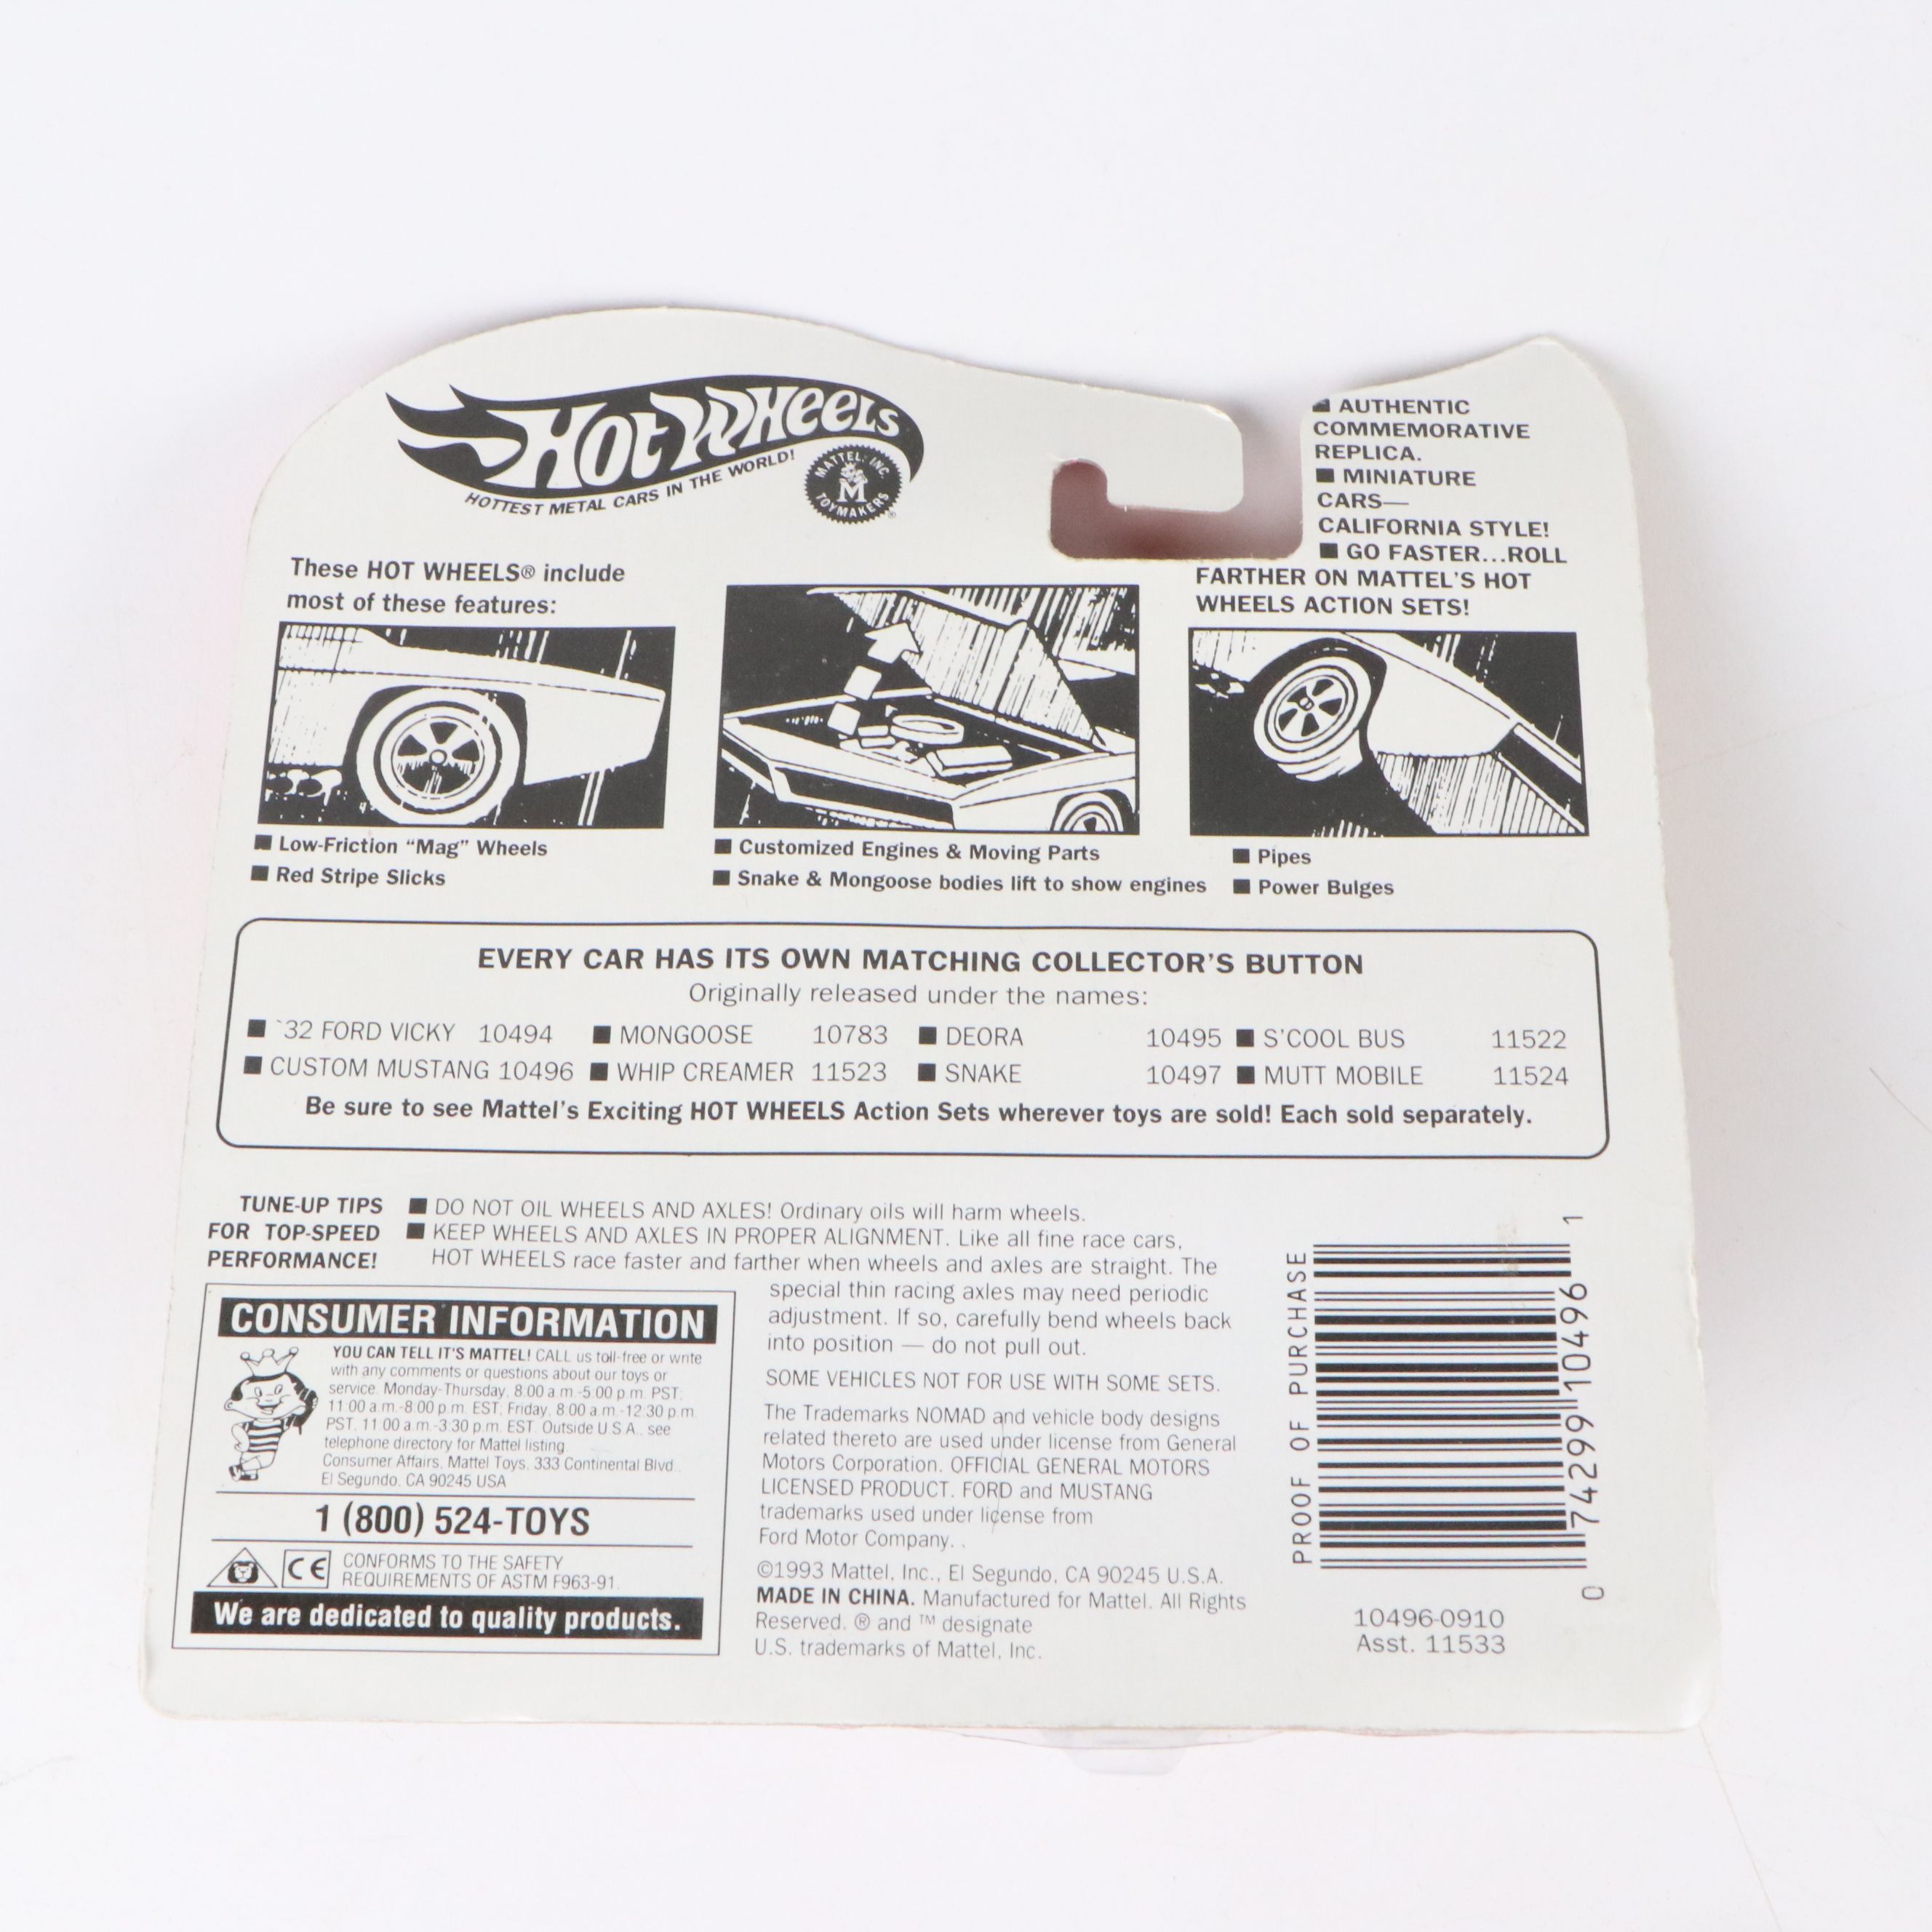 HOT WHEELS
HOTTEST METAL CARS IN THE WORLD!
MATTEL, INC.
M
TOYMAKERS
®
■ AUTHENTIC
COMMEMORATIVE
REPLICA.
■ MINIATURE
CARS—
CALIFORNIA STYLE!
■ GO FASTER...ROLL
FARTHER ON MATTEL'S HOT
WHEELS ACTION SETS!
These HOT WHEELS® include
most of these features:
■ Low-Friction “Mag” Wheels
■ Red Stripe Slicks
■ Customized Engines & Moving Parts
■ Snake & Mongoose bodies lift to show engines
■ Pipes
■ Power Bulges
EVERY CAR HAS ITS OWN MATCHING COLLECTOR'S BUTTON
Originally released under the names:
■ `32 FORD VICKY 10494 ■ MONGOOSE 10783 ■ DEORA 10495 ■ S'COOL BUS 11522
■ CUSTOM MUSTANG 10496 ■ WHIP CREAMER 11523 ■ SNAKE 10497 ■ MUTT MOBILE 11524
Be sure to see Mattel's Exciting HOT WHEELS Action Sets wherever toys are sold! Each sold separately.
TUNE-UP TIPS
FOR TOP-SPEED
PERFORMANCE!
■ DO NOT OIL WHEELS AND AXLES! Ordinary oils will harm wheels.
■ KEEP WHEELS AND AXLES IN PROPER ALIGNMENT. Like all fine race cars,
HOT WHEELS race faster and farther when wheels and axles are straight. The
special thin racing axles may need periodic
adjustment. If so, carefully bend wheels back
into position — do not pull out.
SOME VEHICLES NOT FOR USE WITH SOME SETS.
The Trademarks NOMAD and vehicle body designs
related thereto are used under license from General
Motors Corporation. OFFICIAL GENERAL MOTORS
LICENSED PRODUCT. FORD and MUSTANG
trademarks used under license from
Ford Motor Company.
©1993 Mattel, Inc., El Segundo, CA 90245 U.S.A.
MADE IN CHINA. Manufactured for Mattel. All Rights
Reserved. ® and ™ designate
U.S. trademarks of Mattel, Inc.
CONSUMER INFORMATION
YOU CAN TELL IT'S MATTEL! CALL us toll-free or write
with any comments or questions about our toys or
service. Monday-Thursday, 8:00 a.m.-5:00 p.m. PST;
11:00 a.m.-8:00 p.m. EST; Friday, 8:00 a.m.-12:30 p.m.
PST, 11:00 a.m.-3:30 p.m. EST. Outside U.S.A., see
telephone directory for Mattel listing.
Consumer Affairs, Mattel Toys, 333 Continental Blvd.,
El Segundo, CA 90245 USA
1 (800) 524-TOYS
CE
CONFORMS TO THE SAFETY
REQUIREMENTS OF ASTM F963-91.
We are dedicated to quality products.
PROOF OF PURCHASE
0 74299 10496 1
10496-0910
Asst. 11533